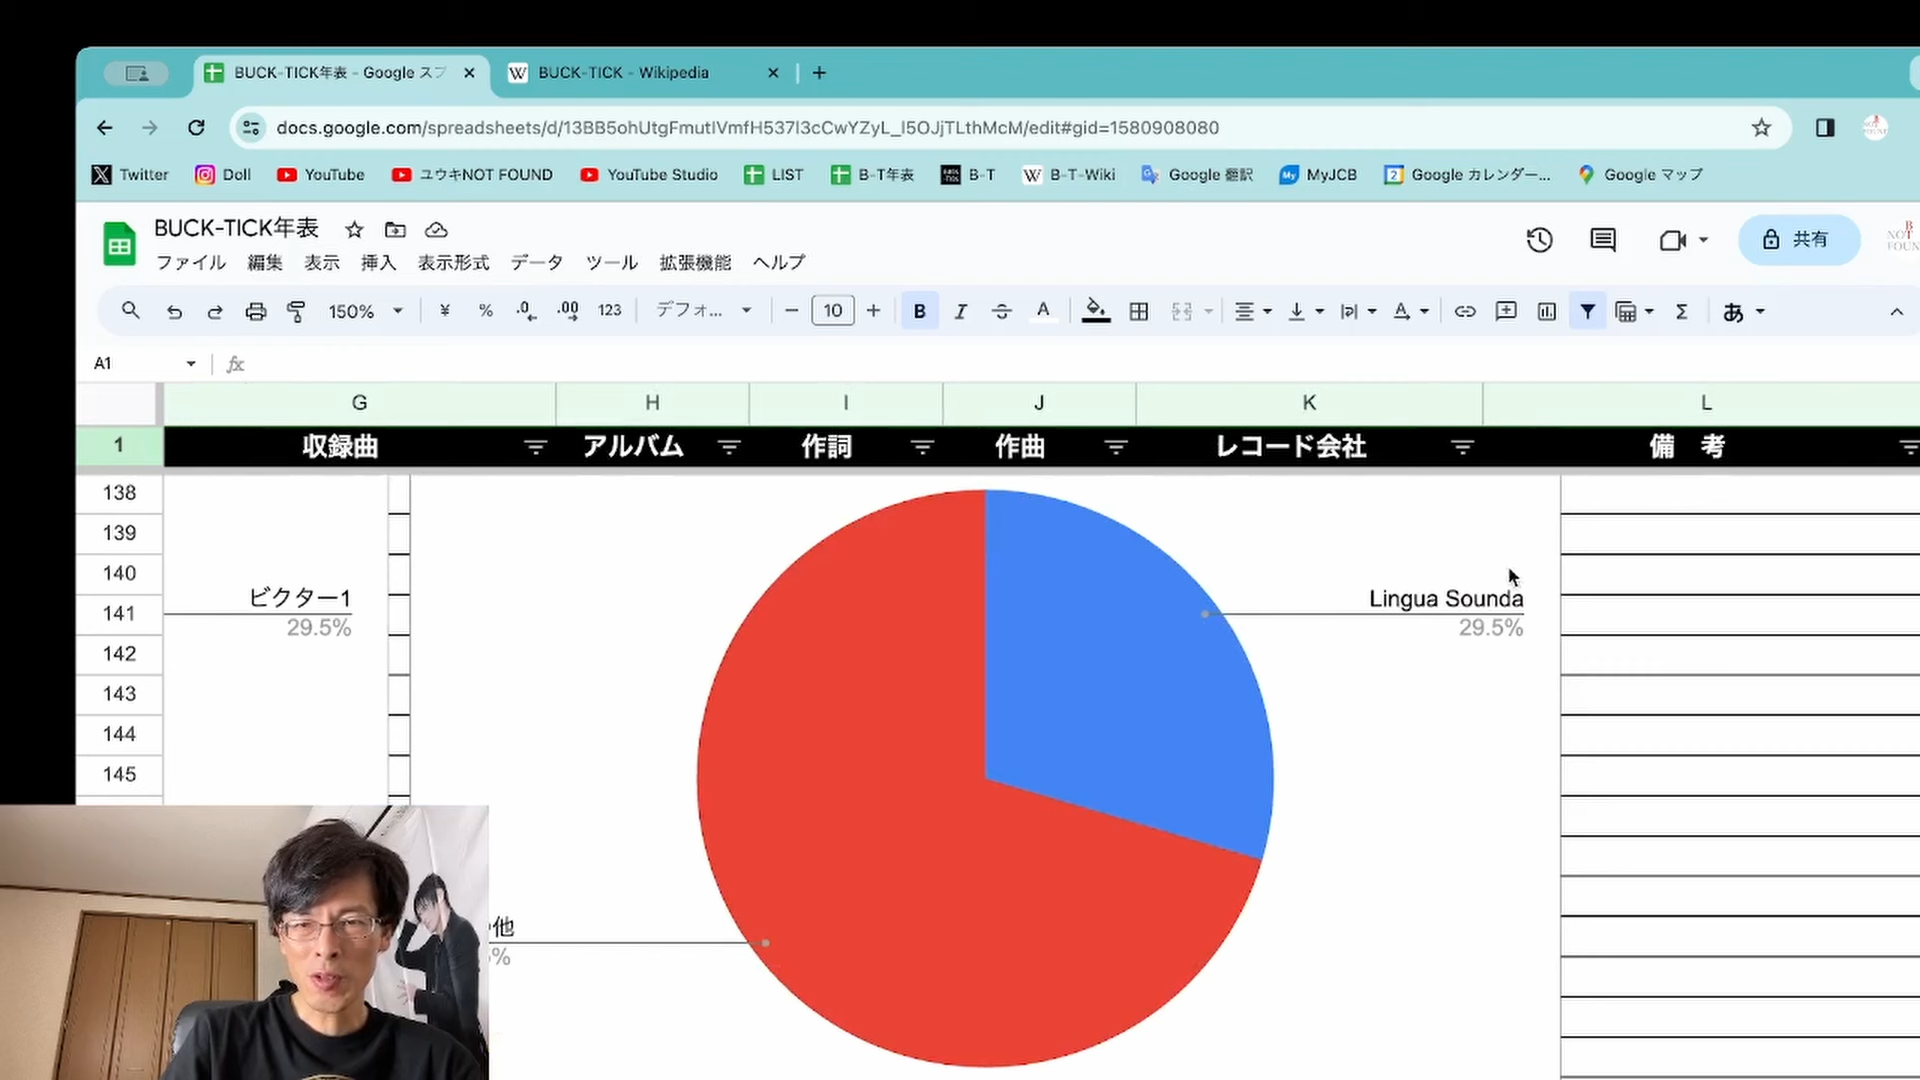 BUCK-TICK年表 - Google スプ
BUCK-TICK - Wikipedia
docs.google.com/spreadsheets/d/13BB5ohUtgFmutIVmfH537I3cCwYZyL_I5OJjTLthMcM/edit#gid=1580908080
Twitter Doll YouTube ユウキNOT FOUND YouTube Studio LIST B-T年表 B-T B-T-Wiki Google 翻訳 MyJCB Google カレンダー... Google マップ
BUCK-TICK年表
共有
ファイル 編集 表示 挿入 表示形式 データ ツール 拡張機能 ヘルプ
150% ¥ % .0 .00 123 デフォ... 10 B I S A あ
A1 fx
G H I J K L
1 収録曲 アルバム 作詞 作曲 レコード会社 備 考
138
139
140
ビクター1 Lingua Sounda
141
29.5% 29.5%
142
143
144
145
他
%